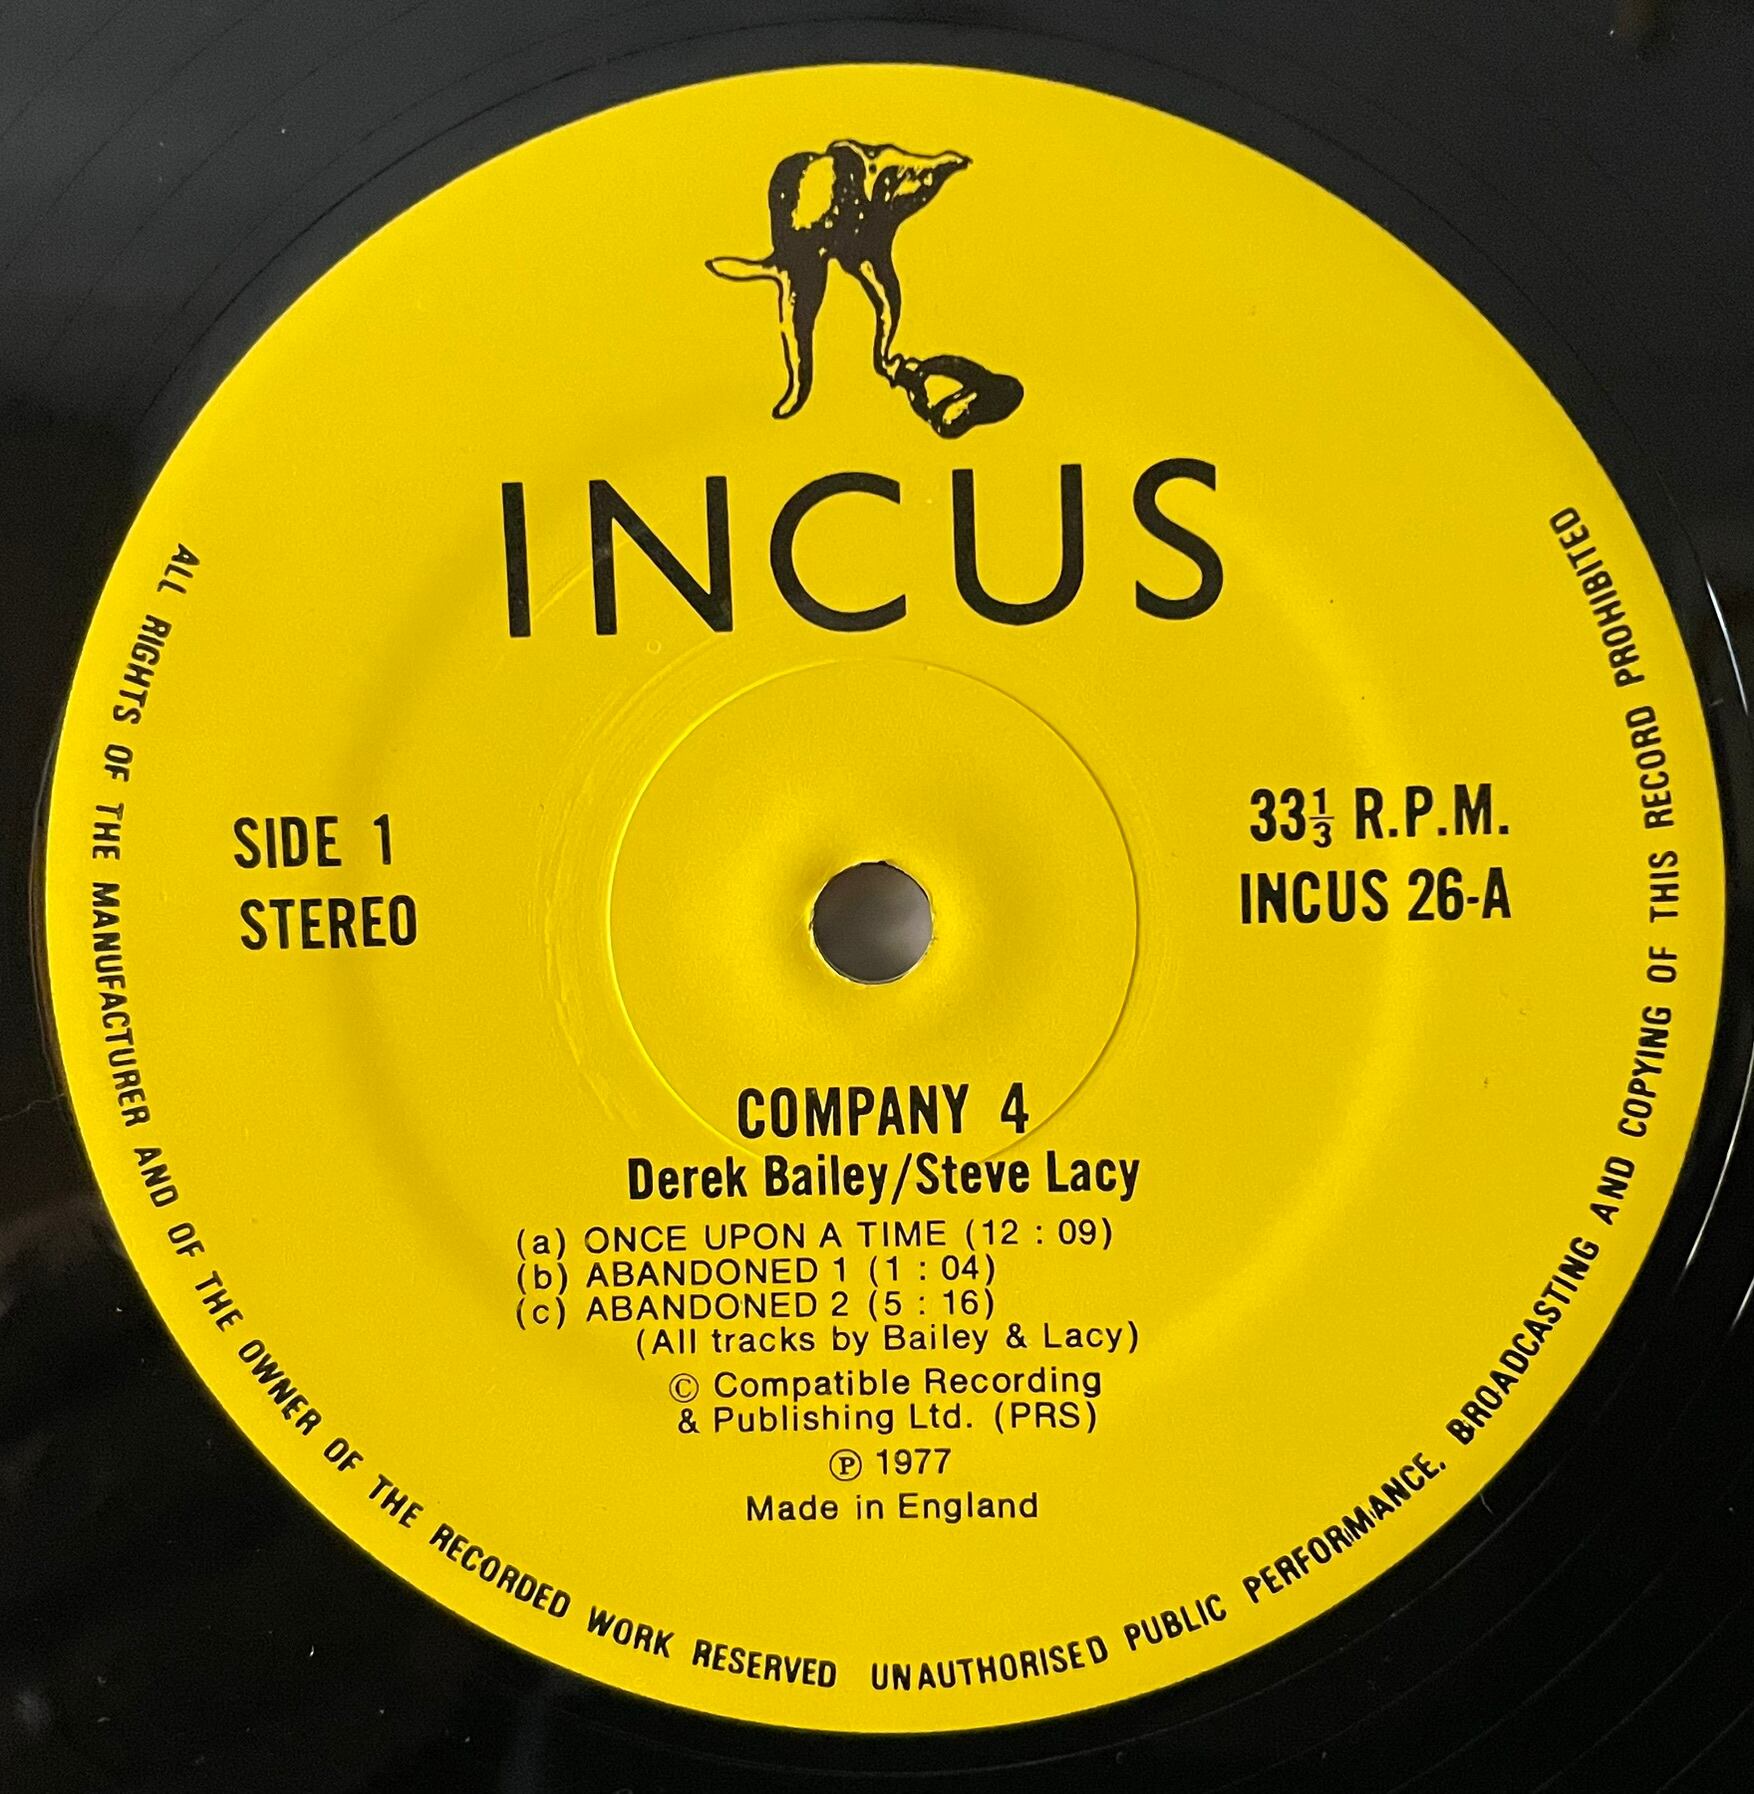 INCUS
SIDE 1
STEREO
33⅓ R.P.M.
INCUS 26-A
COMPANY 4
Derek Bailey/Steve Lacy
(a) ONCE UPON A TIME (12 : 09)
(b) ABANDONED 1 (1 : 04)
(c) ABANDONED 2 (5 : 16)
(All tracks by Bailey & Lacy)
© Compatible Recording
& Publishing Ltd. (PRS)
℗ 1977
Made in England
ALL RIGHTS OF THE MANUFACTURER AND OF THE OWNER OF THE RECORDED WORK RESERVED UNAUTHORISED PUBLIC PERFORMANCE. BROADCASTING AND COPYING OF THIS RECORD PROHIBITED